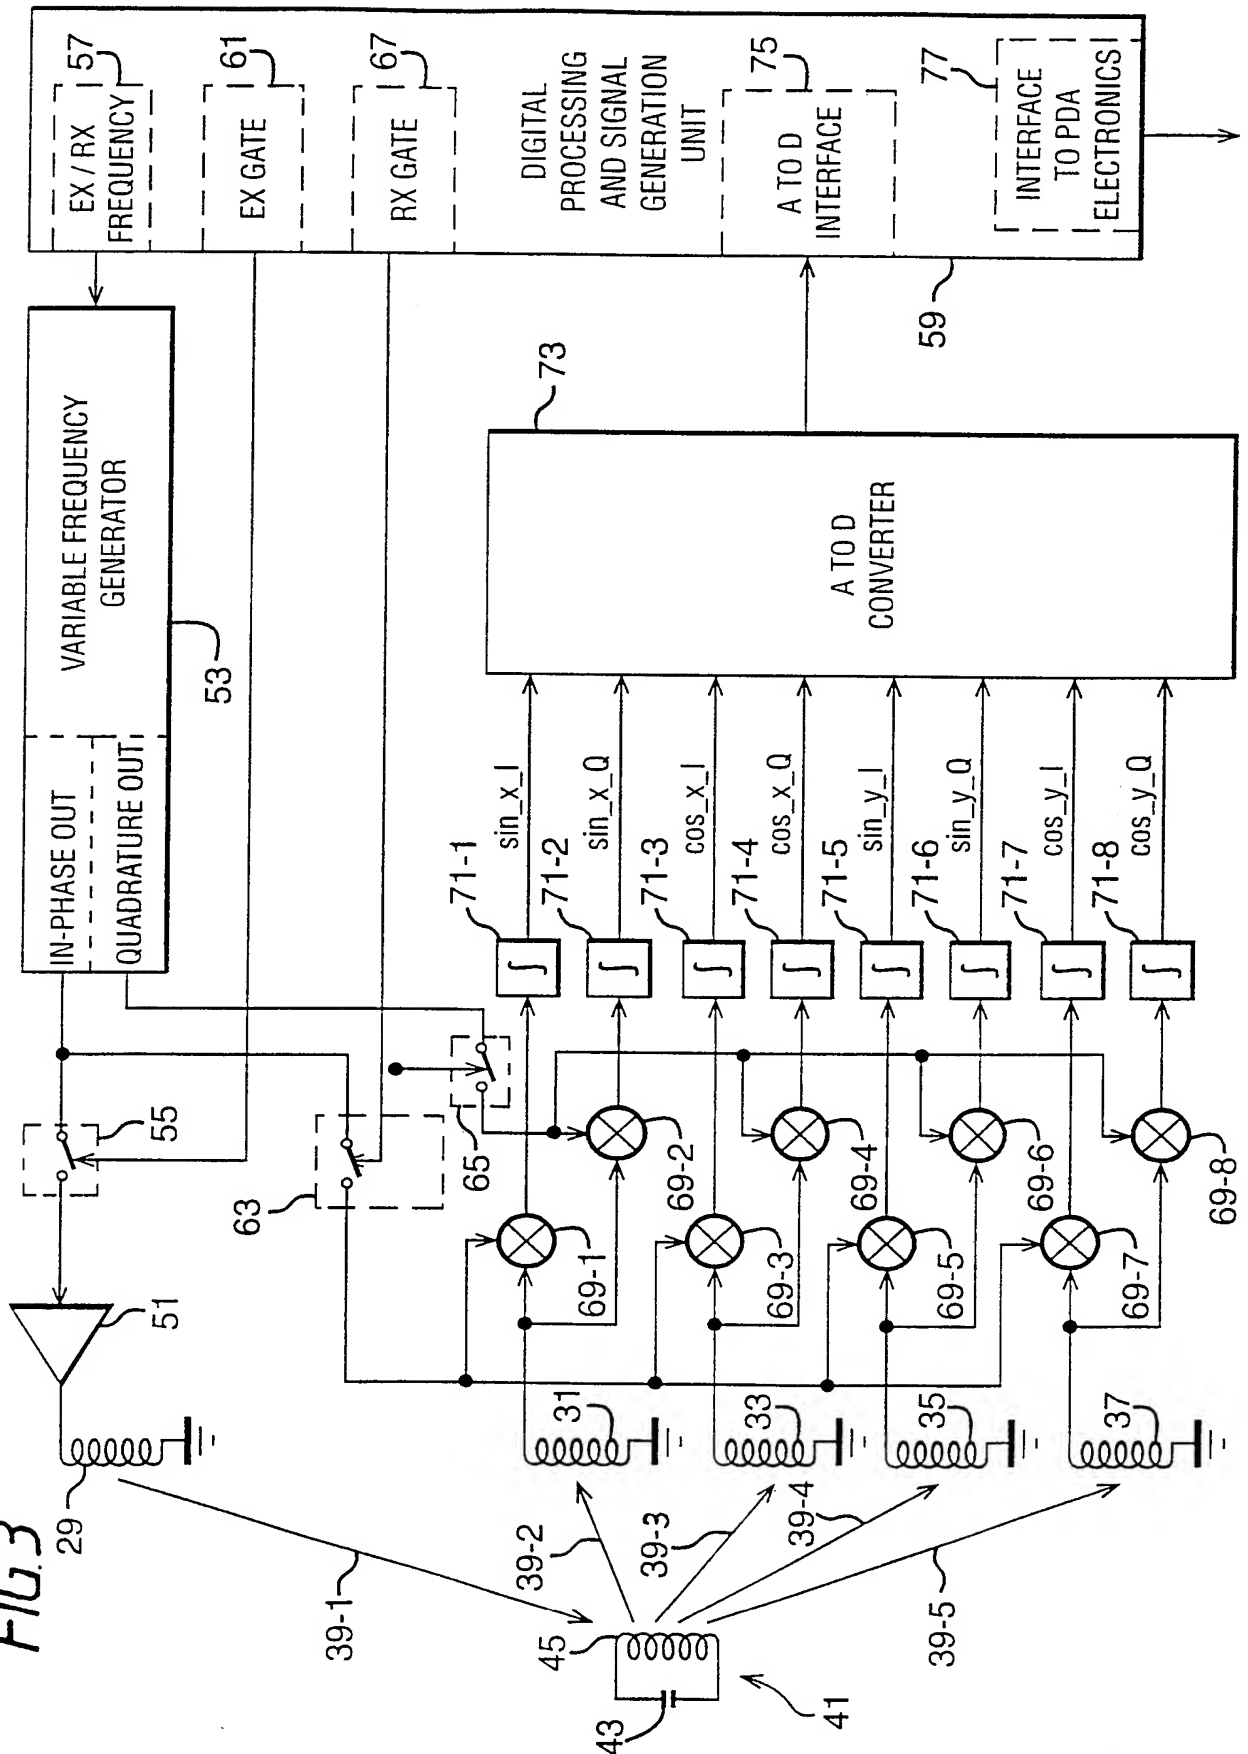 FIG. 3
29
51
55
IN-PHASE OUT
QUADRATURE OUT
VARIABLE FREQUENCY
GENERATOR
53
EX / RX
FREQUENCY
57
EX GATE
61
RX GATE
67
DIGITAL
PROCESSING
AND SIGNAL
GENERATION
UNIT
A TO D
INTERFACE
75
INTERFACE
TO PDA
ELECTRONICS
77
59
63
65
39-1
39-2
39-3
39-4
39-5
45
43
41
31
33
35
37
69-1
69-2
69-3
69-4
69-5
69-6
69-7
69-8
71-1
∫
sin_x_I
71-2
∫
sin_x_Q
71-3
∫
cos_x_I
71-4
∫
cos_x_Q
71-5
∫
sin_y_I
71-6
∫
sin_y_Q
71-7
∫
cos_y_I
71-8
∫
cos_y_Q
A TO D
CONVERTER
73